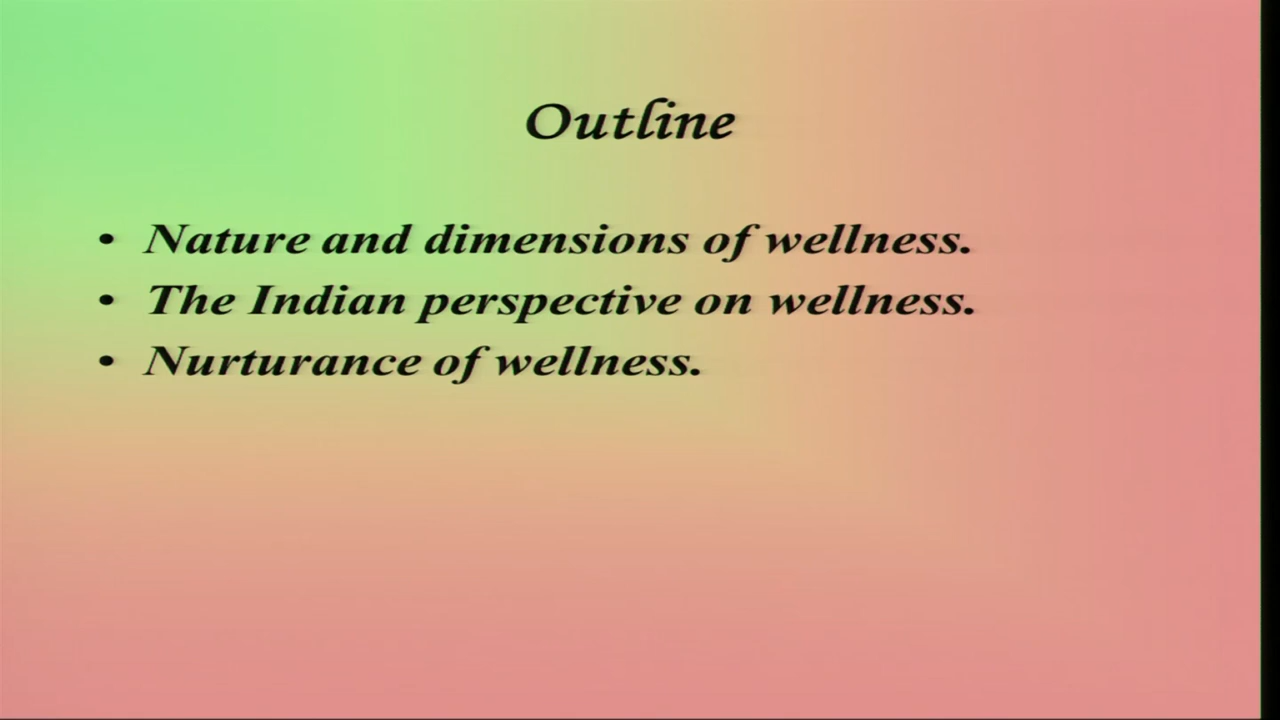 Outline
• Nature and dimensions of wellness.
• The Indian perspective on wellness.
• Nurturance of wellness.